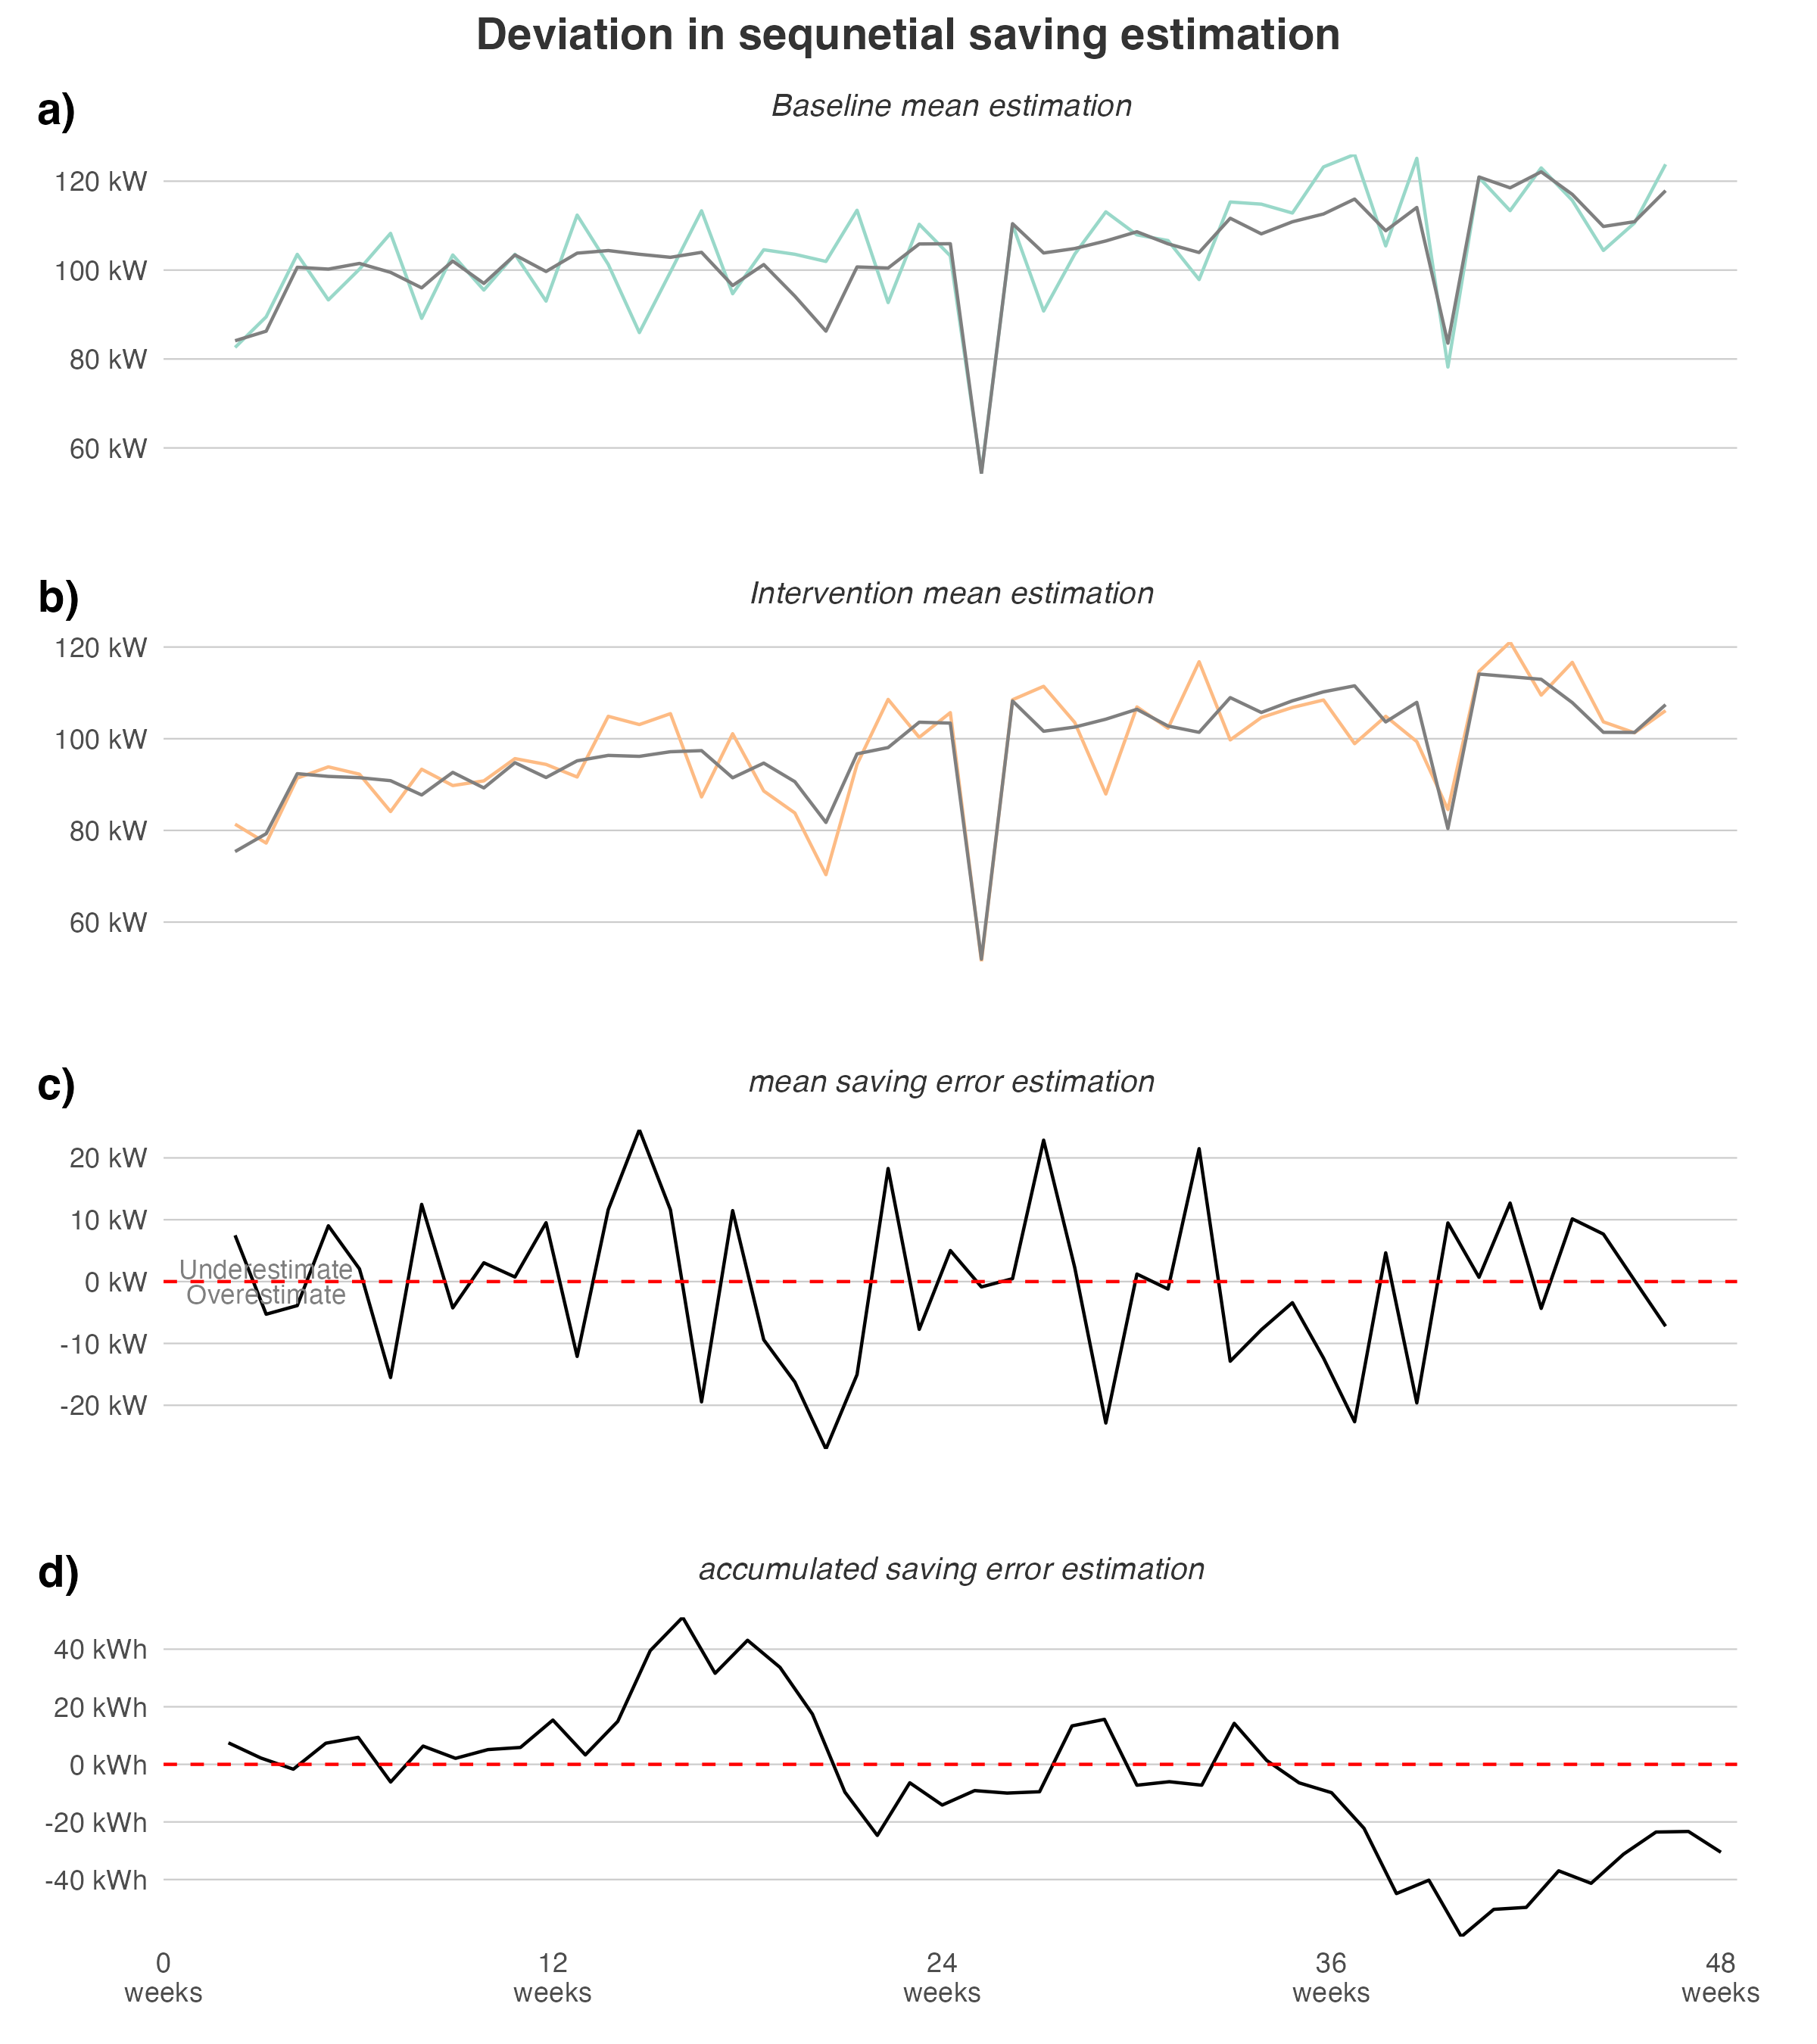 Deviation in sequnetial saving estimation
a)
Baseline mean estimation
120 kW
100 kW
80 kW
60 kW
b)
Intervention mean estimation
120 kW
100 kW
80 kW
60 kW
c)
mean saving error estimation
20 kW
10 kW
Underestimate
0 kW
Overestimate
-10 kW
-20 kW
d)
accumulated saving error estimation
40 kWh
20 kWh
0 kWh
-20 kWh
-40 kWh
0 12 24 36 48
weeks weeks weeks weeks weeks